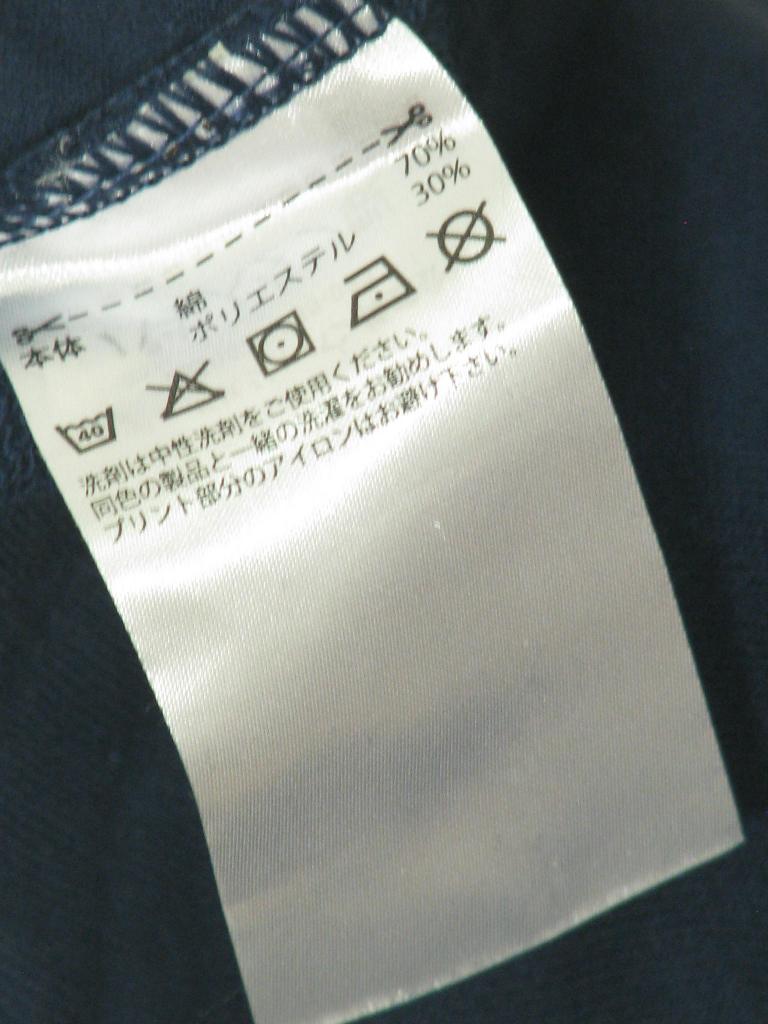 本体 綿 70%
ポリエステル 30%
40
洗剤は中性洗剤をご使用ください。
同色の製品と一緒の洗濯をお勧めします。
プリント部分のアイロンはお避け下さい。